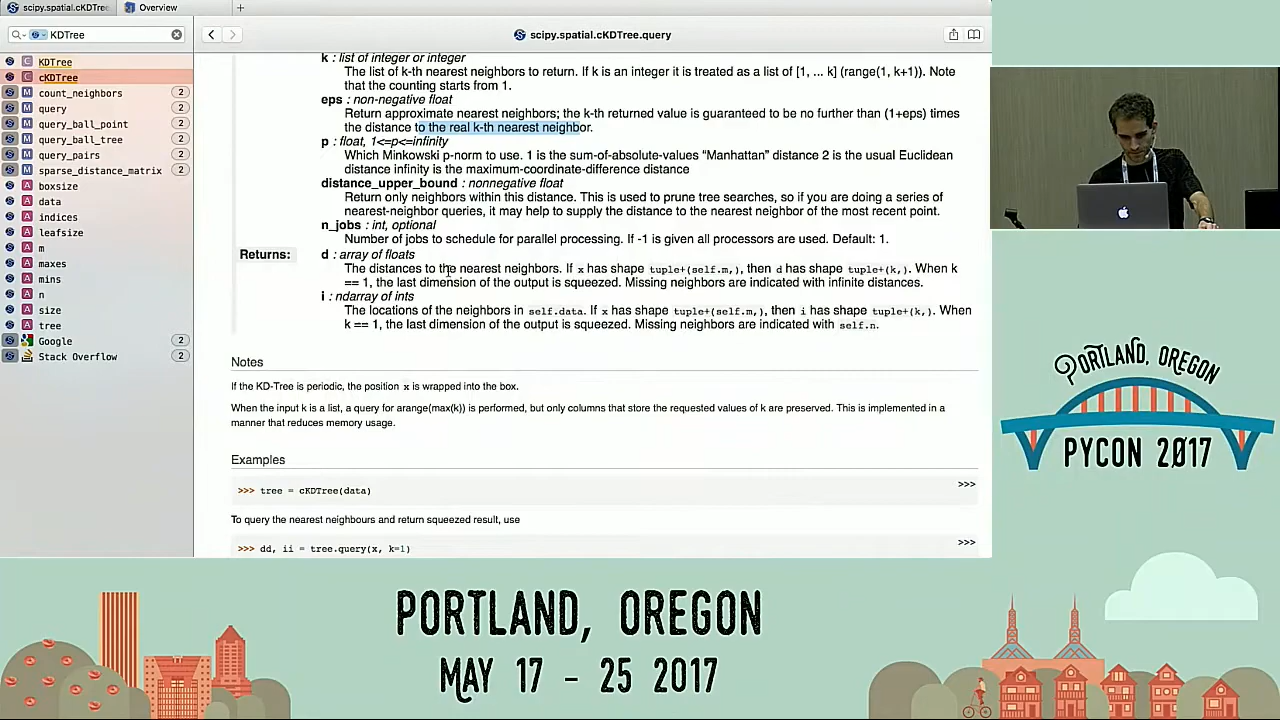 scipy.spatial.cKDTre
Overview
KDTree
scipy.spatial.cKDTree.query
KDTree
cKDTree
count_neighbors 2
query 2
query_ball_point 2
query_ball_tree 2
query_pairs 2
sparse_distance_matrix 2
boxsize
data
indices
leafsize
m
maxes
mins
n
size
tree
Google 2
Stack Overflow 2
k : list of integer or integer
The list of k-th nearest neighbors to return. If k is an integer it is treated as a list of [1, ... k] (range(1, k+1)). Note
that the counting starts from 1.
eps : non-negative float
Return approximate nearest neighbors; the k-th returned value is guaranteed to be no further than (1+eps) times
the distance to the real k-th nearest neighbor.
p : float, 1<=p<=infinity
Which Minkowski p-norm to use. 1 is the sum-of-absolute-values “Manhattan” distance 2 is the usual Euclidean
distance infinity is the maximum-coordinate-difference distance
distance_upper_bound : nonnegative float
Return only neighbors within this distance. This is used to prune tree searches, so if you are doing a series of
nearest-neighbor queries, it may help to supply the distance to the nearest neighbor of the most recent point.
n_jobs : int, optional
Number of jobs to schedule for parallel processing. If -1 is given all processors are used. Default: 1.
Returns: d : array of floats
The distances to the nearest neighbors. If x has shape tuple+(self.m,), then d has shape tuple+(k,). When k
== 1, the last dimension of the output is squeezed. Missing neighbors are indicated with infinite distances.
i : ndarray of ints
The locations of the neighbors in self.data. If x has shape tuple+(self.m,), then i has shape tuple+(k,). When
k == 1, the last dimension of the output is squeezed. Missing neighbors are indicated with self.n.
Notes
If the KD-Tree is periodic, the position x is wrapped into the box.
When the input k is a list, a query for arange(max(k)) is performed, but only columns that store the requested values of k are preserved. This is implemented in a
manner that reduces memory usage.
Examples
>>> tree = cKDTree(data)
>>>
To query the nearest neighbours and return squeezed result, use
>>> dd, ii = tree.query(x, k=1)
>>>
PORTLAND, OREGON
PYCON 2017
PORTLAND, OREGON
MAY 17 - 25 2017